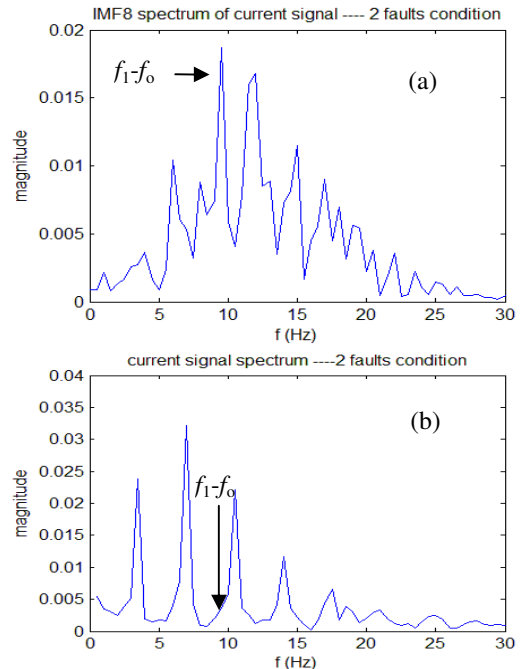 IMF8 spectrum of current signal ---- 2 faults condition
0.02
0.015
0.01
0.005
0
magnitude
f1-fo
(a)
0 5 10 15 20 25 30
f (Hz)
current signal spectrum ----2 faults condition
0.04
0.035
0.03
0.025
0.02
0.015
0.01
0.005
0
magnitude
f1-fo
(b)
0 5 10 15 20 25 30
f (Hz)